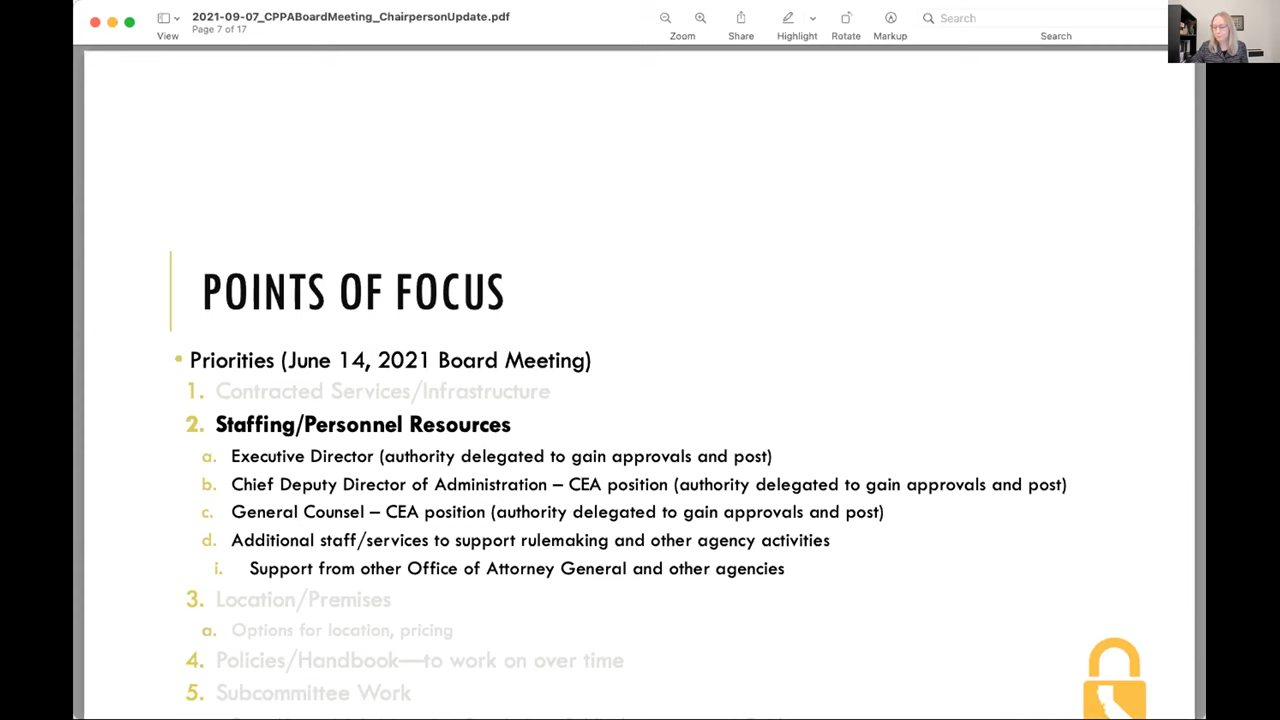 2021-09-07_CPPABoardMeeting_ChairpersonUpdate.pdf
Page 7 of 17
View
Zoom
Share
Highlight
Rotate
Markup
Search
Search
POINTS OF FOCUS
• Priorities (June 14, 2021 Board Meeting)
1. Contracted Services/Infrastructure
2. Staffing/Personnel Resources
a. Executive Director (authority delegated to gain approvals and post)
b. Chief Deputy Director of Administration – CEA position (authority delegated to gain approvals and post)
c. General Counsel – CEA position (authority delegated to gain approvals and post)
d. Additional staff/services to support rulemaking and other agency activities
i. Support from other Office of Attorney General and other agencies
3. Location/Premises
a. Options for location, pricing
4. Policies/Handbook—to work on over time
5. Subcommittee Work